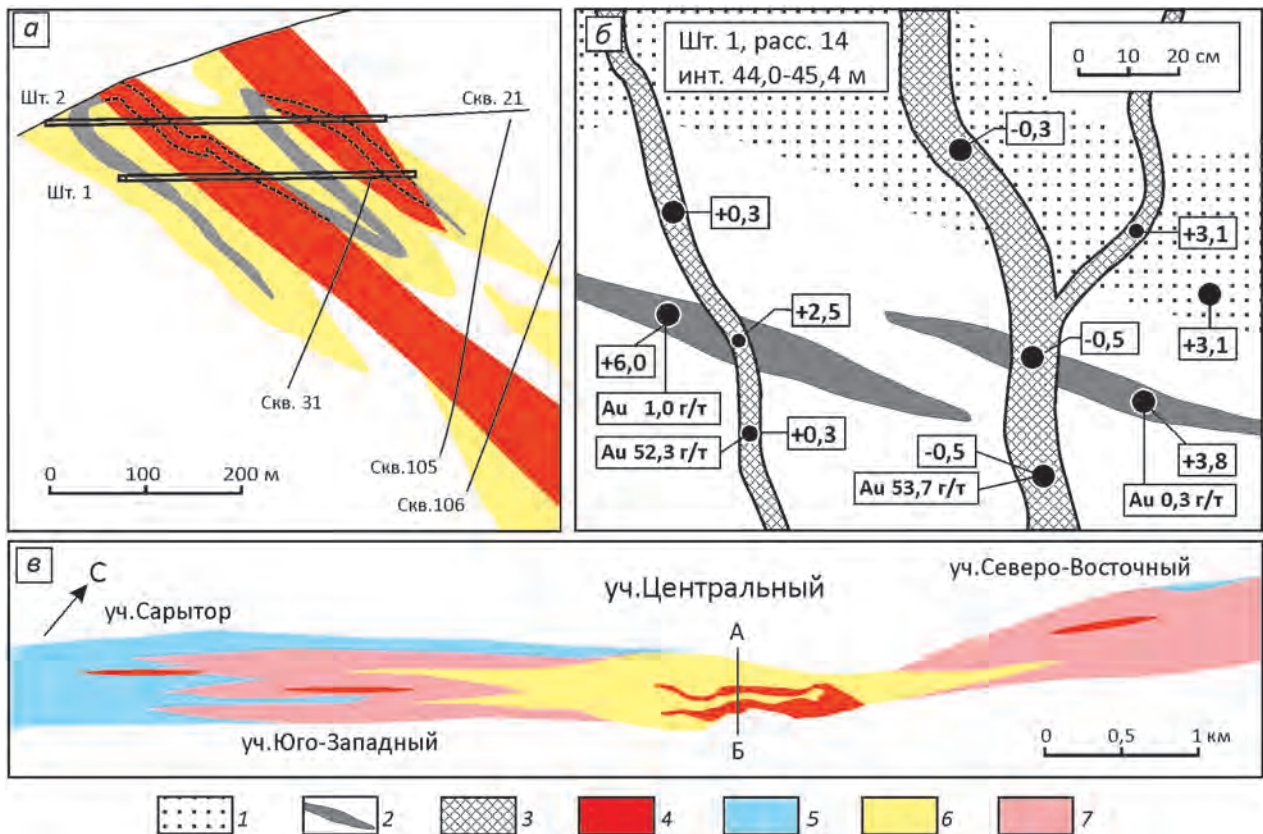 а
Шт. 2
Шт. 1
Скв. 21
Скв. 31
Скв.105
Скв.106
0 100 200 м
б
Шт. 1, расс. 14
инт. 44,0-45,4 м
0 10 20 см
-0,3
+0,3
+3,1
+2,5
+3,1
-0,5
+6,0
Au 1,0 г/т
Au 52,3 г/т
+0,3
-0,5
+3,8
Au 53,7 г/т
Au 0,3 г/т
в
С
уч.Сарытор
уч.Центральный
уч.Северо-Восточный
А
Б
уч.Юго-Западный
0 0,5 1 км
1 2 3 4 5 6 7